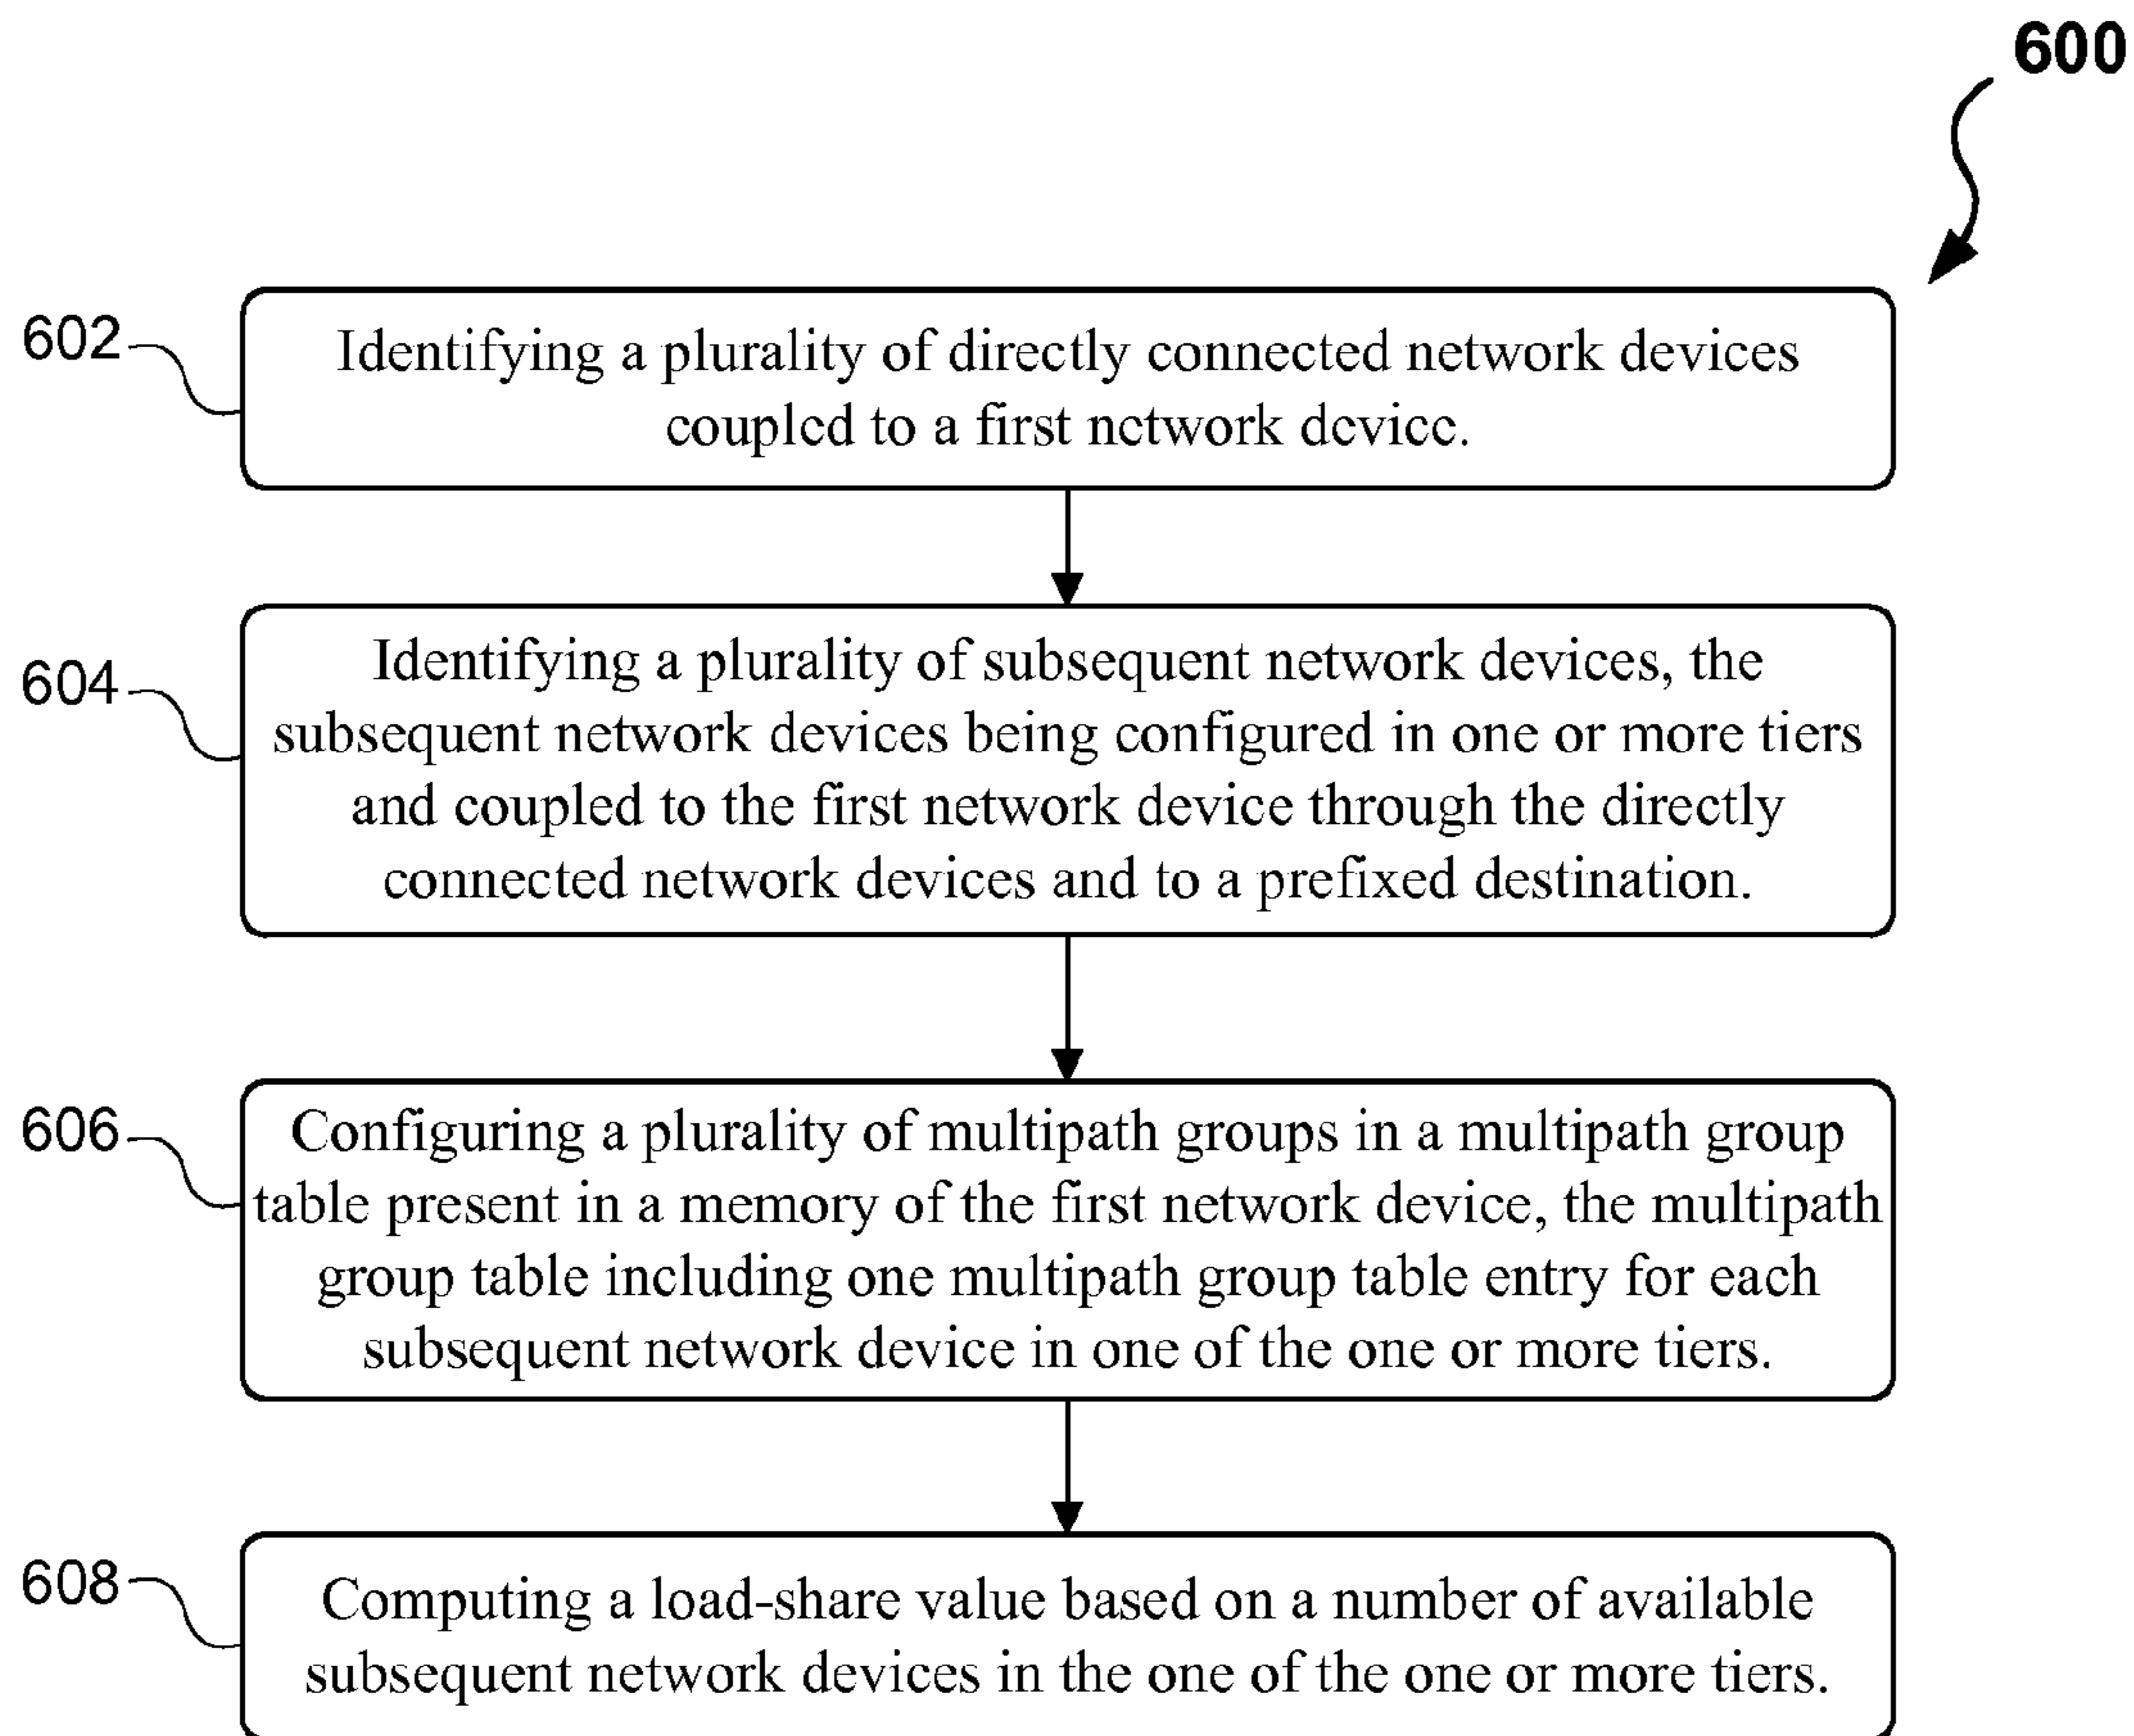 600
602
Identifying a plurality of directly connected network devices
coupled to a first network device.
604
Identifying a plurality of subsequent network devices, the
subsequent network devices being configured in one or more tiers
and coupled to the first network device through the directly
connected network devices and to a prefixed destination.
606
Configuring a plurality of multipath groups in a multipath group
table present in a memory of the first network device, the multipath
group table including one multipath group table entry for each
subsequent network device in one of the one or more tiers.
608
Computing a load-share value based on a number of available
subsequent network devices in the one of the one or more tiers.